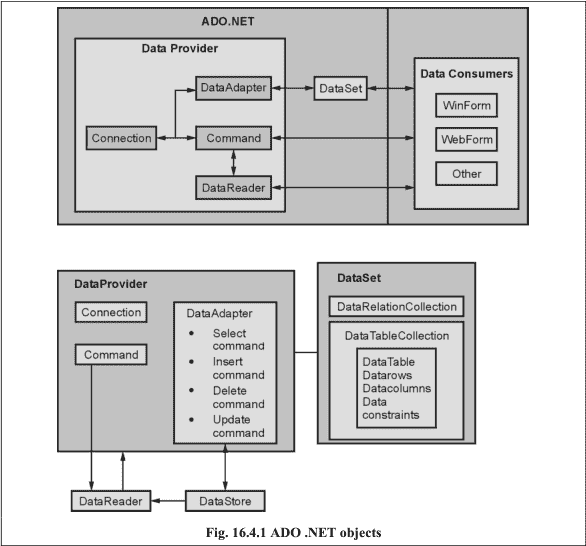 ADO.NET
Data Provider
DataAdapter
DataSet
Data Consumers
WinForm
Connection
Command
WebForm
DataReader
Other
DataProvider
Connection
Command
DataAdapter
• Select
command
• Insert
command
• Delete
command
• Update
command
DataSet
DataRelationCollection
DataTableCollection
DataTable
Datarows
Datacolumns
Data
constraints
DataReader
DataStore
Fig. 16.4.1 ADO .NET objects